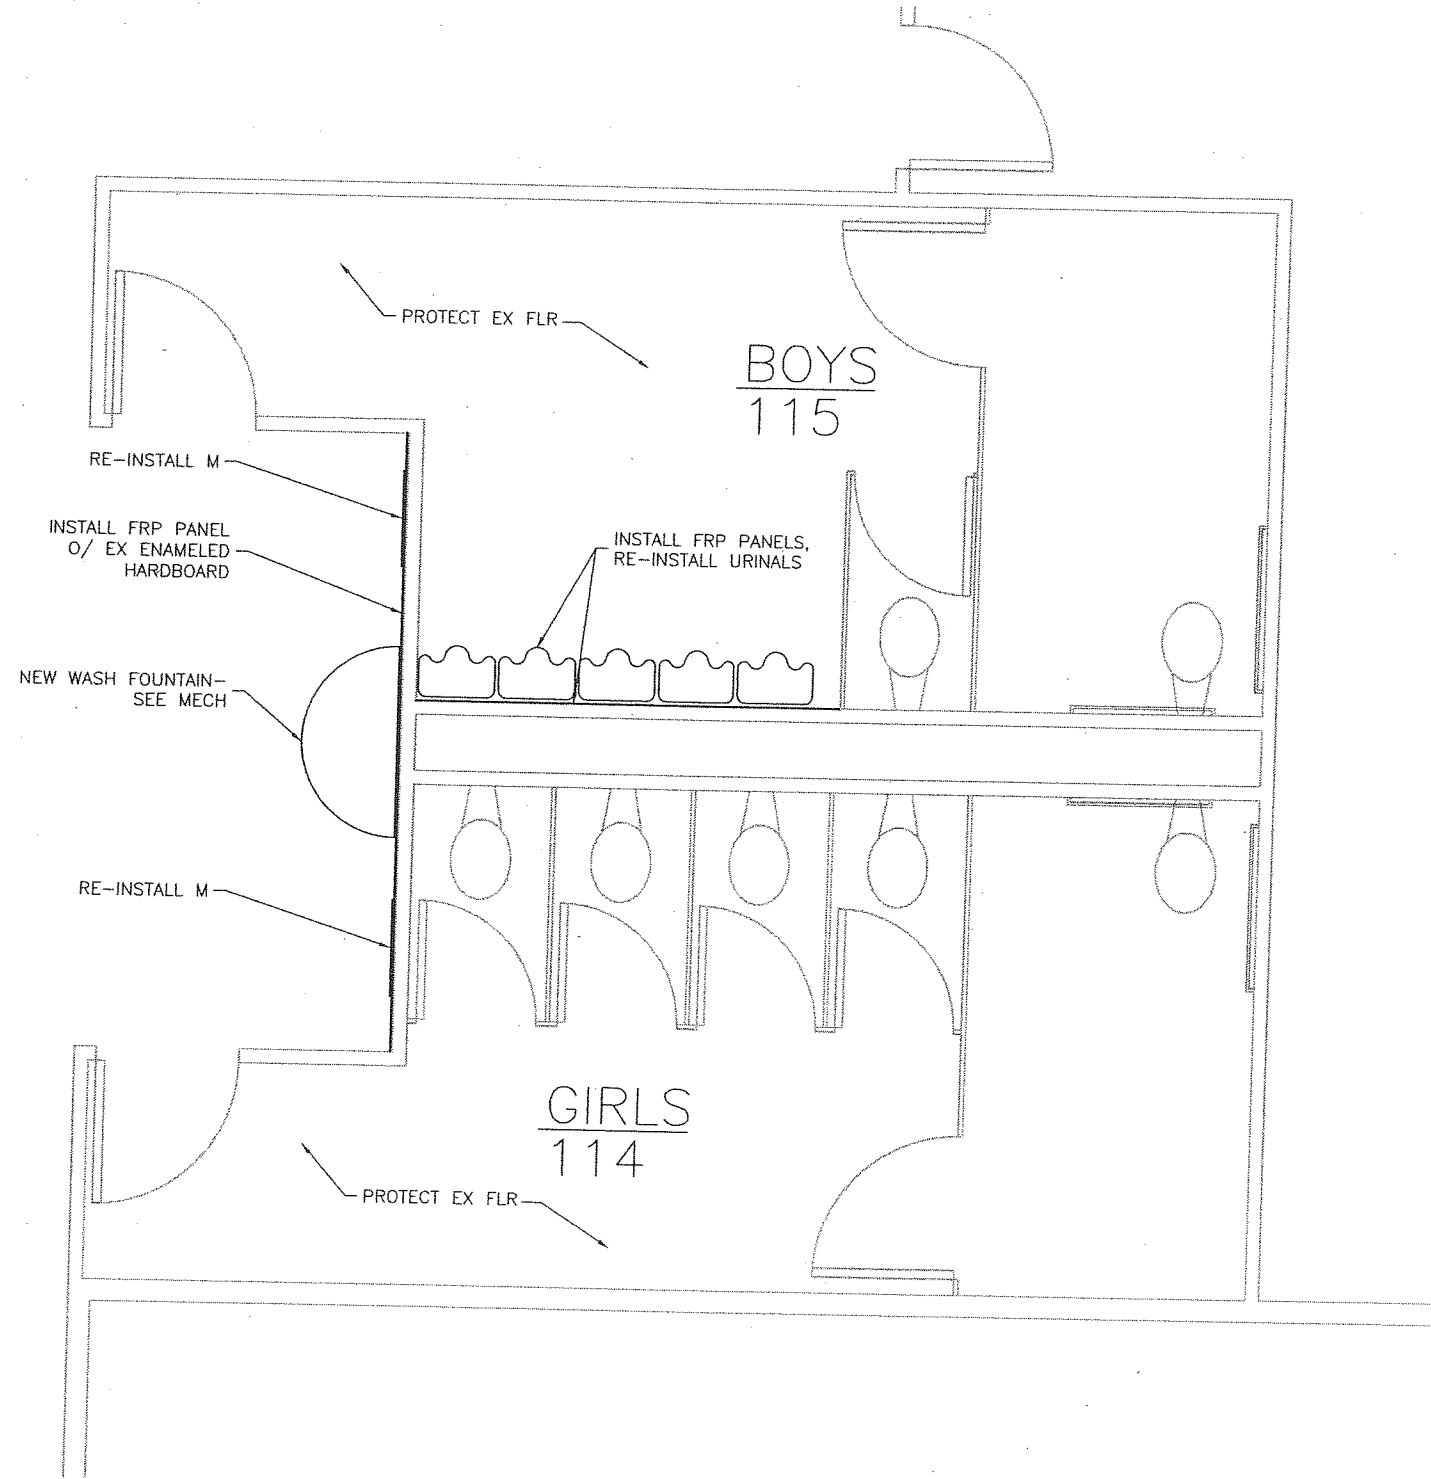 PROTECT EX FLR
BOYS
115
RE-INSTALL M
INSTALL FRP PANEL
O/ EX ENAMELED
HARDBOARD
INSTALL FRP PANELS,
RE-INSTALL URINALS
NEW WASH FOUNTAIN-
SEE MECH
RE-INSTALL M
GIRLS
114
PROTECT EX FLR